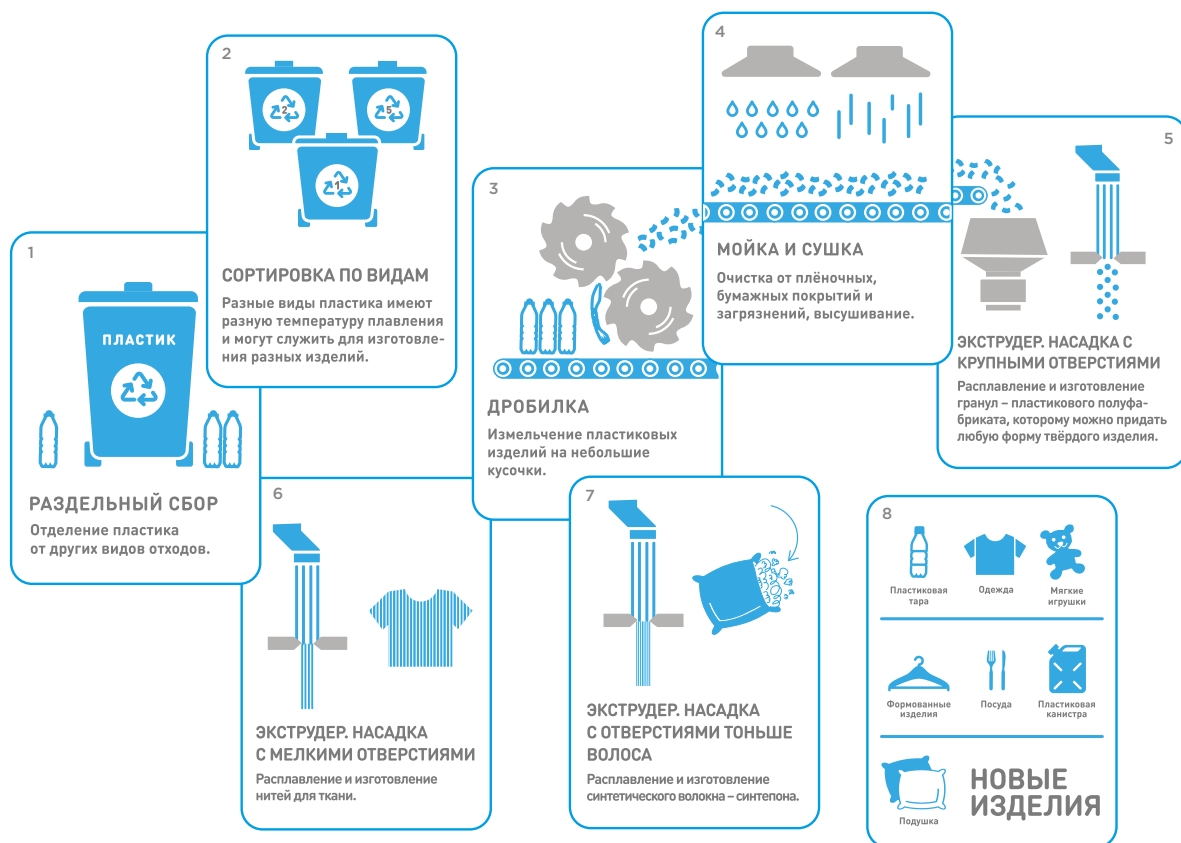 1
ПЛАСТИК
РАЗДЕЛЬНЫЙ СБОР
Отделение пластика
от других видов отходов.
2
2
5
1
СОРТИРОВКА ПО ВИДАМ
Разные виды пластика имеют
разную температуру плавления
и могут служить для изготовле-
ния разных изделий.
3
ДРОБИЛКА
Измельчение пластиковых
изделий на небольшие
кусочки.
4
МОЙКА И СУШКА
Очистка от плёночных,
бумажных покрытий и
загрязнений, высушивание.
5
ЭКСТРУДЕР. НАСАДКА С
КРУПНЫМИ ОТВЕРСТИЯМИ
Расплавление и изготовление
гранул – пластикового полуфа-
бриката, которому можно придать
любую форму твёрдого изделия.
6
ЭКСТРУДЕР. НАСАДКА
С МЕЛКИМИ ОТВЕРСТИЯМИ
Расплавление и изготовление
нитей для ткани.
7
ЭКСТРУДЕР. НАСАДКА
С ОТВЕРСТИЯМИ ТОНЬШЕ
ВОЛОСА
Расплавление и изготовление
синтетического волокна – синтепона.
8
Пластиковая
тара
Одежда
Мягкие
игрушки
Формованные
изделия
Посуда
Пластиковая
канистра
Подушка
НОВЫЕ
ИЗДЕЛИЯ